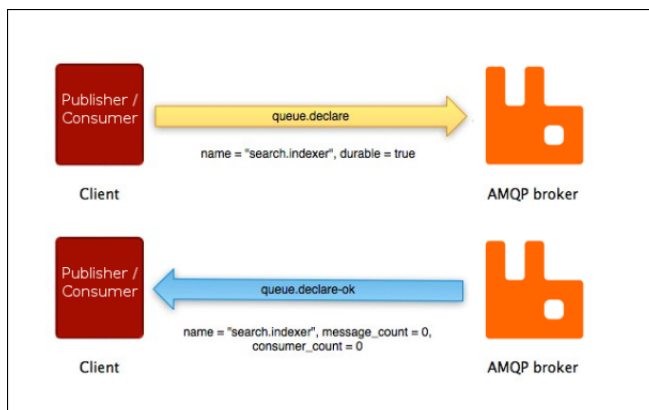 Publisher /
Consumer
queue.declare
name = "search.indexer", durable = true
Client
AMQP broker
Publisher /
Consumer
queue.declare-ok
name = "search.indexer", message_count = 0,
consumer_count = 0
Client
AMQP broker